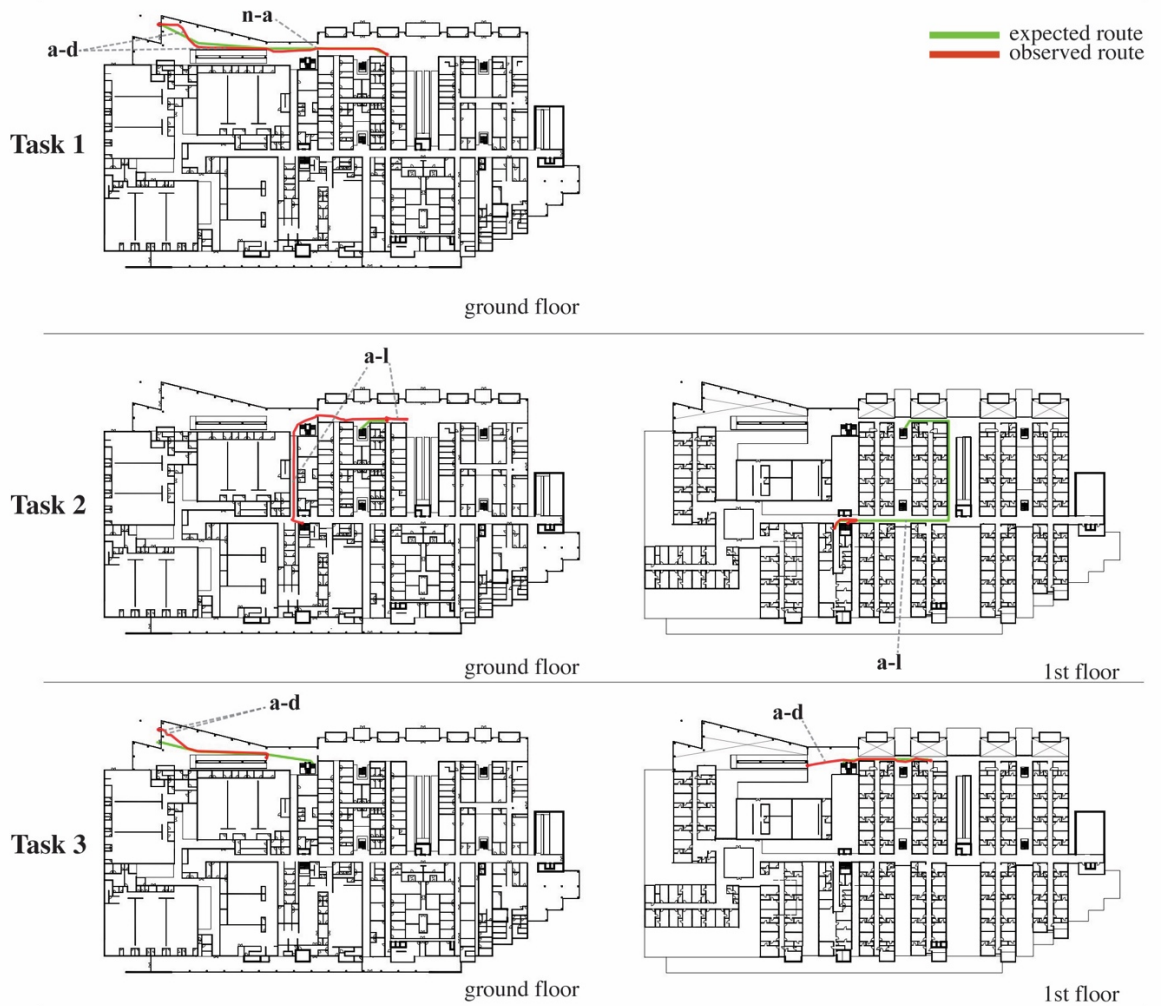 n-a
a-d
expected route
observed route
Task 1
ground floor
a-l
Task 2
a-l
ground floor
1st floor
a-d
a-d
Task 3
ground floor
1st floor